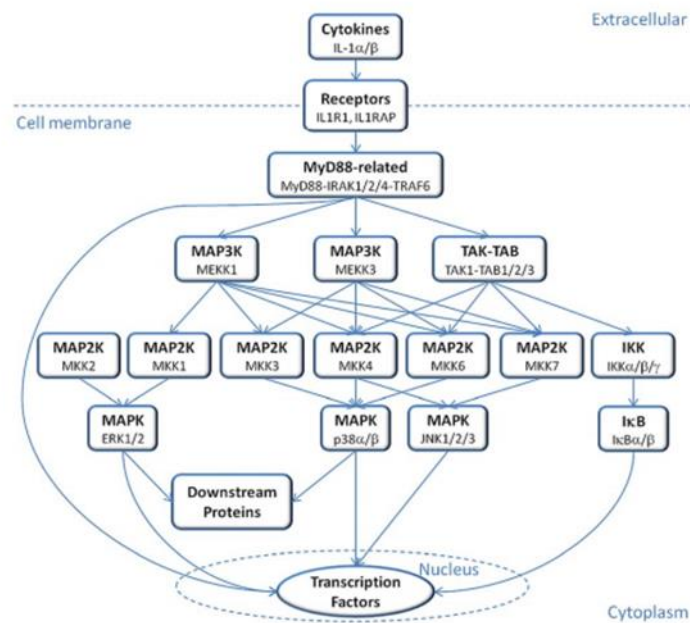 Extracellular
Cytokines
IL-1α/β
Cell membrane
Receptors
IL1R1, IL1RAP
MyD88-related
MyD88-IRAK1/2/4-TRAF6
MAP3K
MEKK1
MAP3K
MEKK3
TAK-TAB
TAK1-TAB1/2/3
MAP2K
MKK2
MAP2K
MKK1
MAP2K
MKK3
MAP2K
MKK4
MAP2K
MKK6
MAP2K
MKK7
IKK
IKKα/β/γ
MAPK
ERK1/2
MAPK
p38α/β
MAPK
JNK1/2/3
IκB
IκBα/β
Downstream
Proteins
Nucleus
Transcription
Factors
Cytoplasm